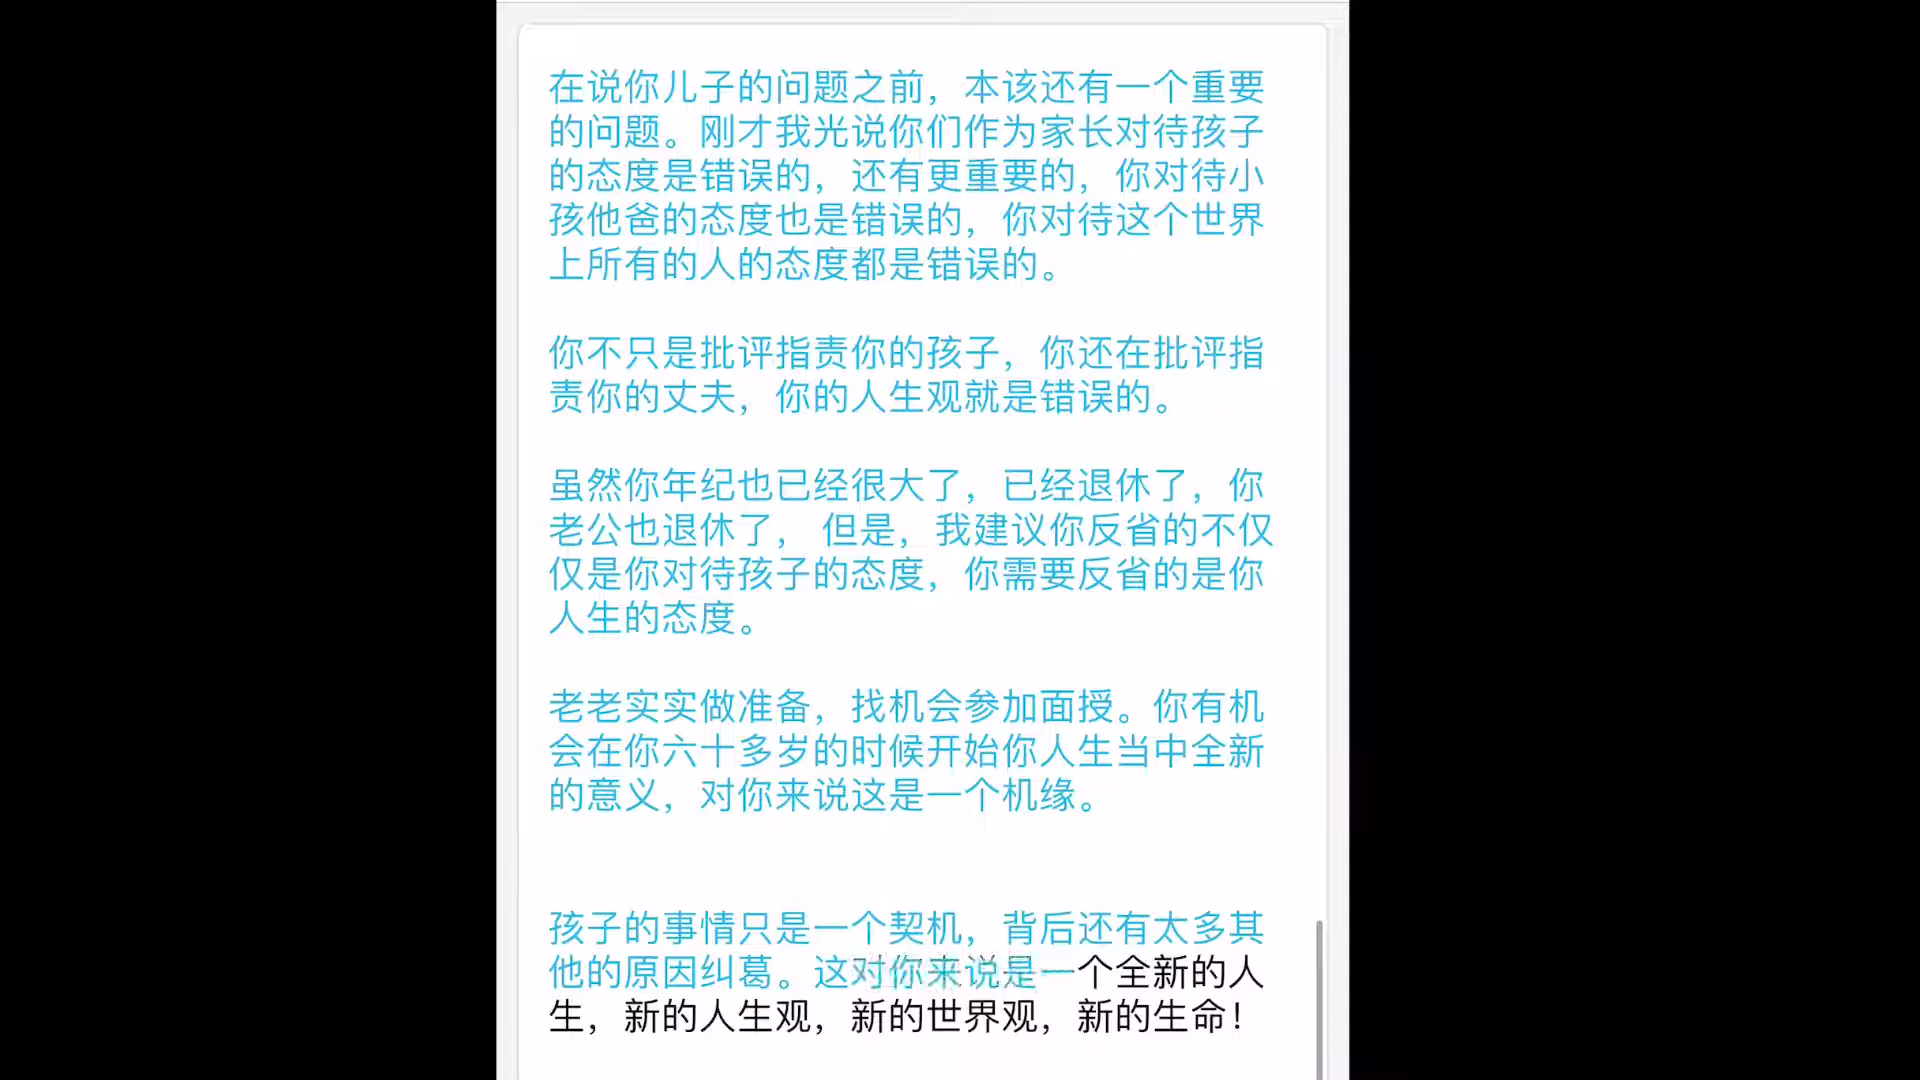 在说你儿子的问题之前，本该还有一个重要
的问题。刚才我光说你们作为家长对待孩子
的态度是错误的，还有更重要的，你对待小
孩他爸的态度也是错误的，你对待这个世界
上所有的人的态度都是错误的。
你不只是批评指责你的孩子，你还在批评指
责你的丈夫，你的人生观就是错误的。
虽然你年纪也已经很大了，已经退休了，你
老公也退休了， 但是，我建议你反省的不仅
仅是你对待孩子的态度，你需要反省的是你
人生的态度。
老老实实做准备，找机会参加面授。你有机
会在你六十多岁的时候开始你人生当中全新
的意义，对你来说这是一个机缘。
孩子的事情只是一个契机，背后还有太多其
他的原因纠葛。这对你来说是一个全新的人
生，新的人生观，新的世界观，新的生命！